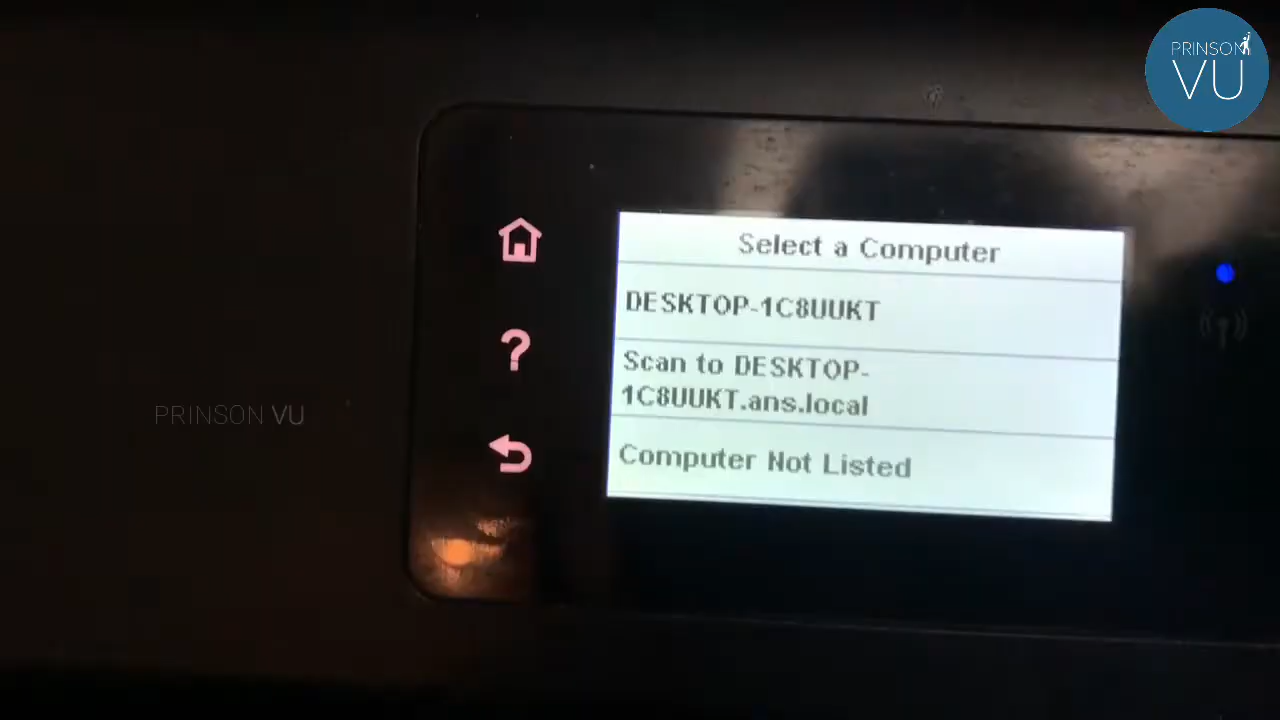 PRINSON
VU
Select a Computer
DESKTOP-1C8UUKT
Scan to DESKTOP-
1C8UUKT.ans.local
Computer Not Listed
?
PRINSON VU